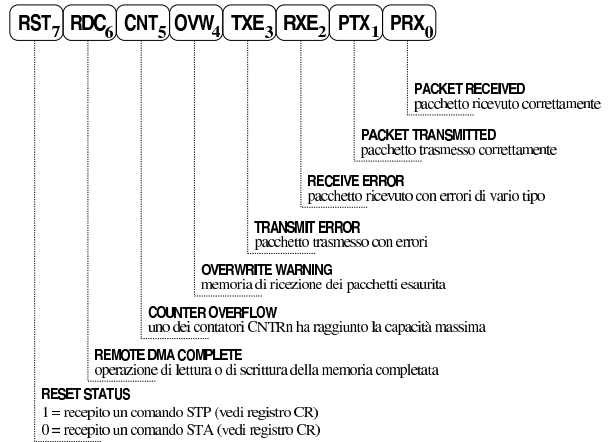 RST7 RDC6 CNT5 OVW4 TXE3 RXE2 PTX1 PRX0
PACKET RECEIVED
pacchetto ricevuto correttamente
PACKET TRANSMITTED
pacchetto trasmesso correttamente
RECEIVE ERROR
pacchetto ricevuto con errori di vario tipo
TRANSMIT ERROR
pacchetto trasmesso con errori
OVERWRITE WARNING
memoria di ricezione dei pacchetti esaurita
COUNTER OVERFLOW
uno dei contatori CNTRn ha raggiunto la capacità massima
REMOTE DMA COMPLETE
operazione di lettura o di scrittura della memoria completata
RESET STATUS
1 = recepito un comando STP (vedi registro CR)
0 = recepito un comando STA (vedi registro CR)